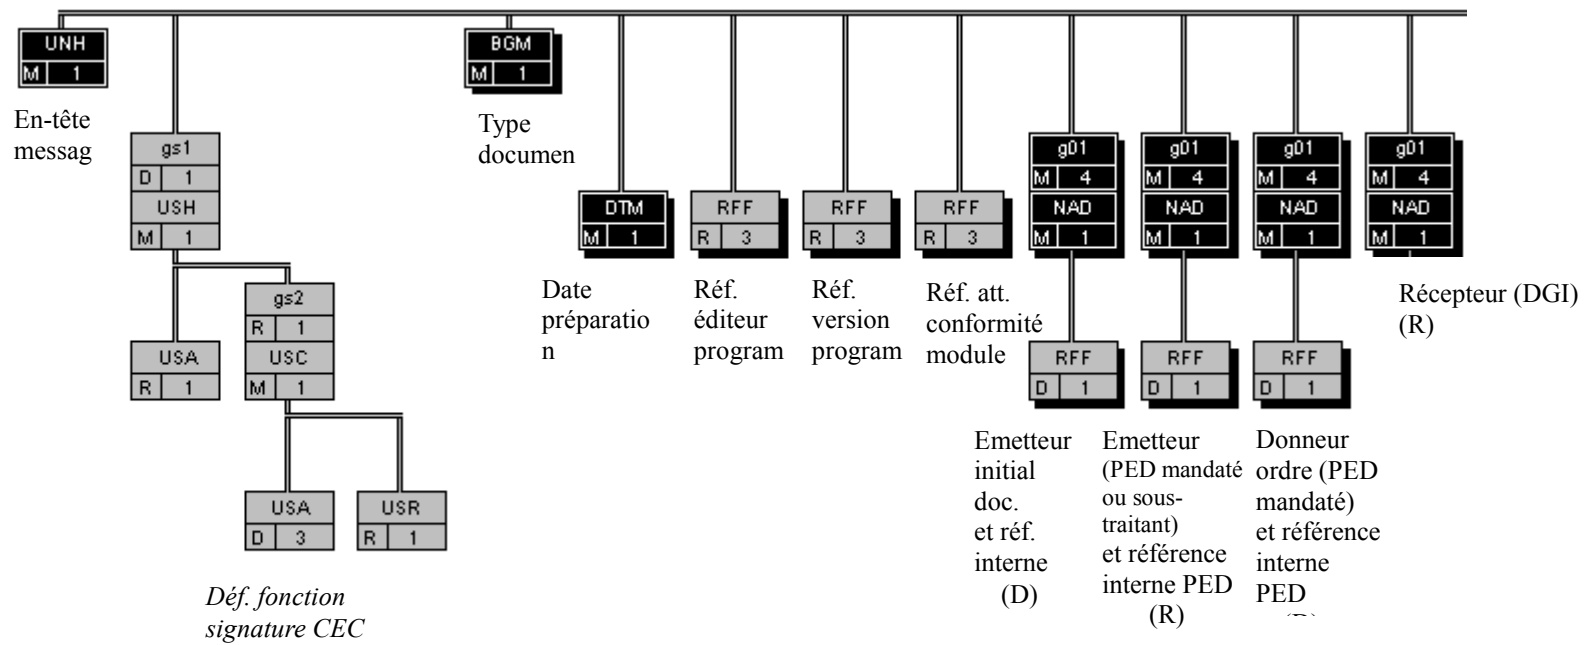 UNH
M 1
En-tête
messag
gs1
D 1
USH
M 1
gs2
R 1
USC
M 1
USA
R 1
USA
D 3
USR
R 1
Déf. fonction
signature CEC
BGM
M 1
Type
documen
DTM
M 1
Date
préparatio
n
RFF
R 3
Réf.
éditeur
program
RFF
R 3
Réf.
version
program
RFF
R 3
Réf. att.
conformité
module
g01
M 4
NAD
M 1
RFF
D 1
Emetteur
initial
doc.
et réf.
interne
(D)
g01
M 4
NAD
M 1
RFF
D 1
Emetteur
(PED mandaté
ou sous-
traitant)
et référence
interne PED
(R)
g01
M 4
NAD
M 1
RFF
D 1
Donneur
ordre (PED
mandaté)
et référence
interne
PED
g01
M 4
NAD
M 1
Récepteur (DGI)
(R)